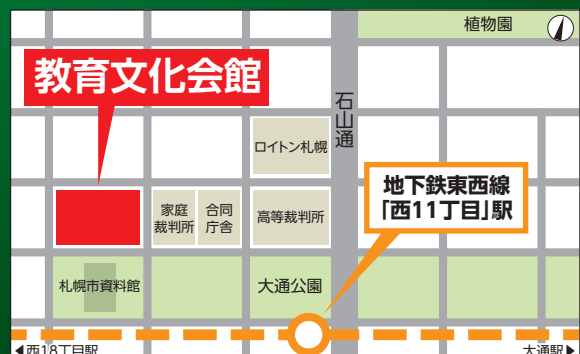 植物園
教育文化会館
石山通
ロイトン札幌
地下鉄東西線
「西11丁目」駅
家庭
裁判所
合同
庁舎
高等裁判所
札幌市資料館
大通公園
◀西18丁目駅
大通駅▶